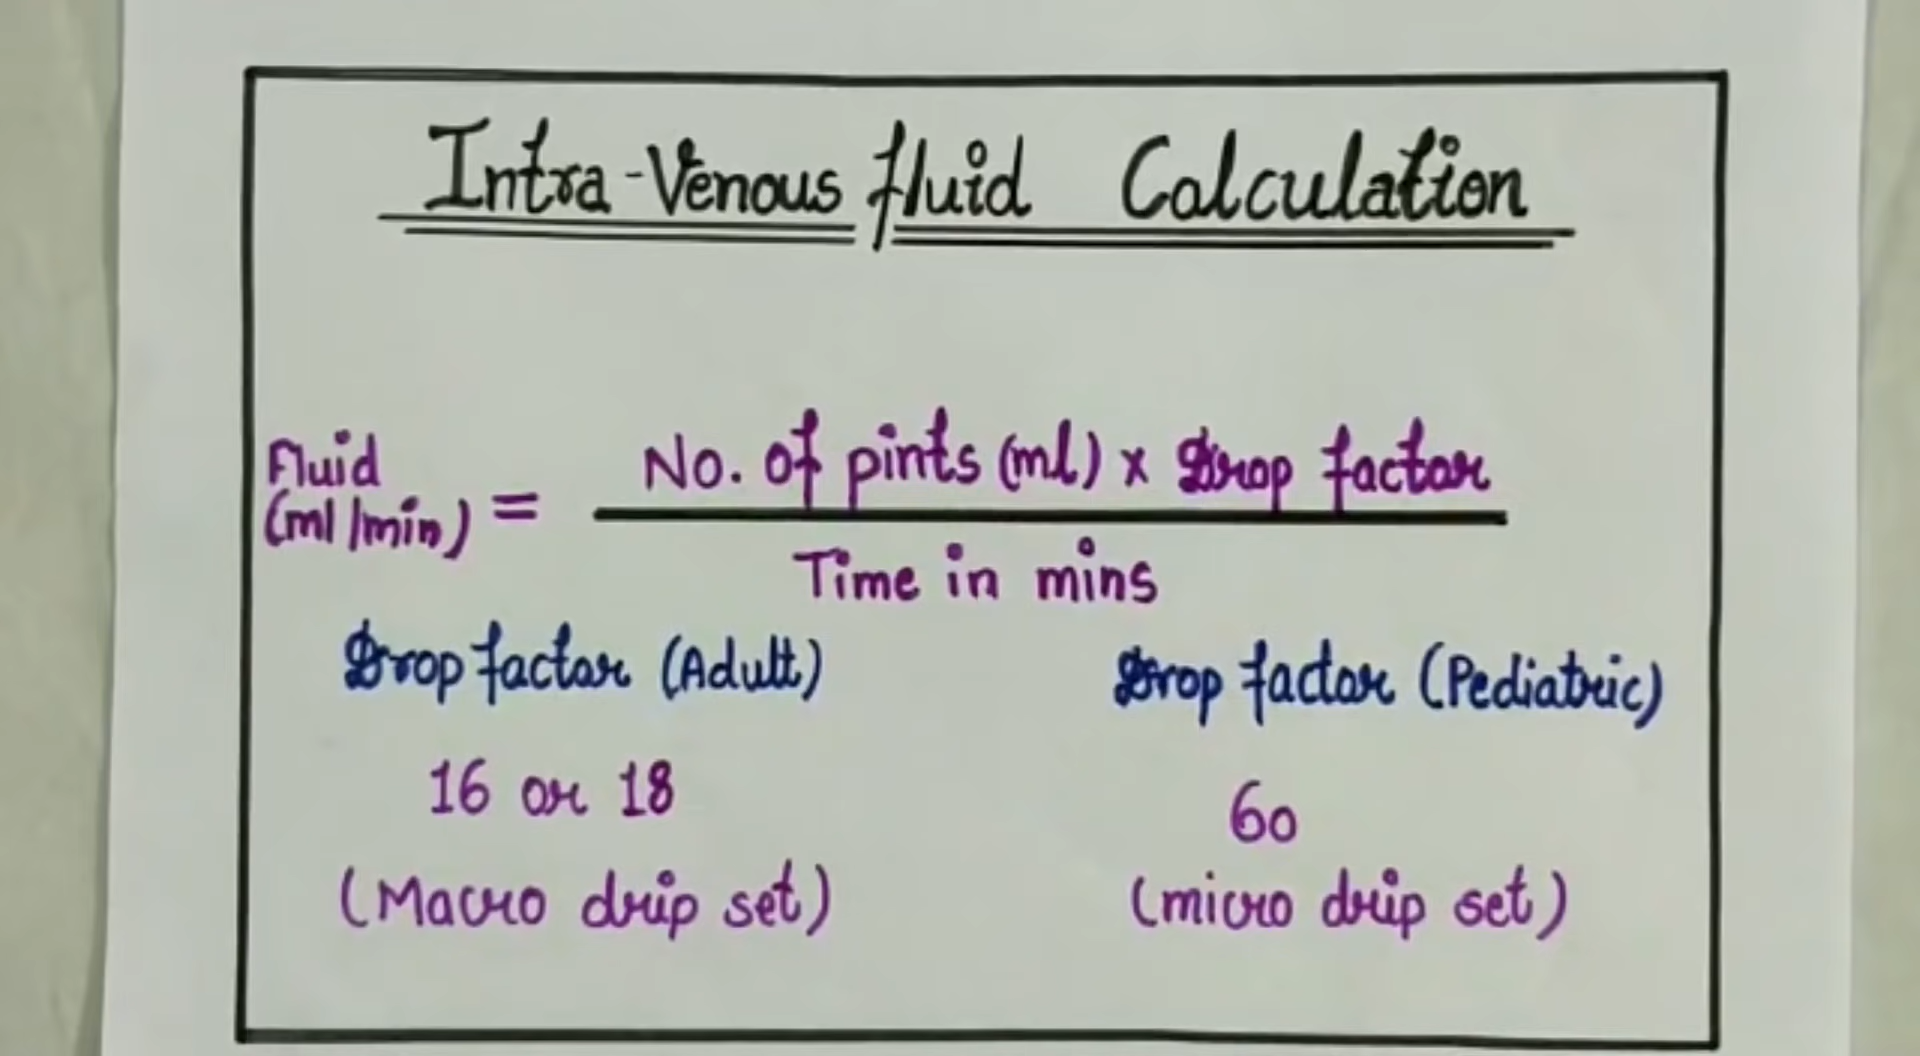 Intra-Venous fluid Calculation
Fluid (ml/min) = No. of pints (ml) x Drop factor
Time in mins
Drop factor (Adult) Drop factor (Pediatric)
16 or 18 60
(Macro drip set) (micro drip set)